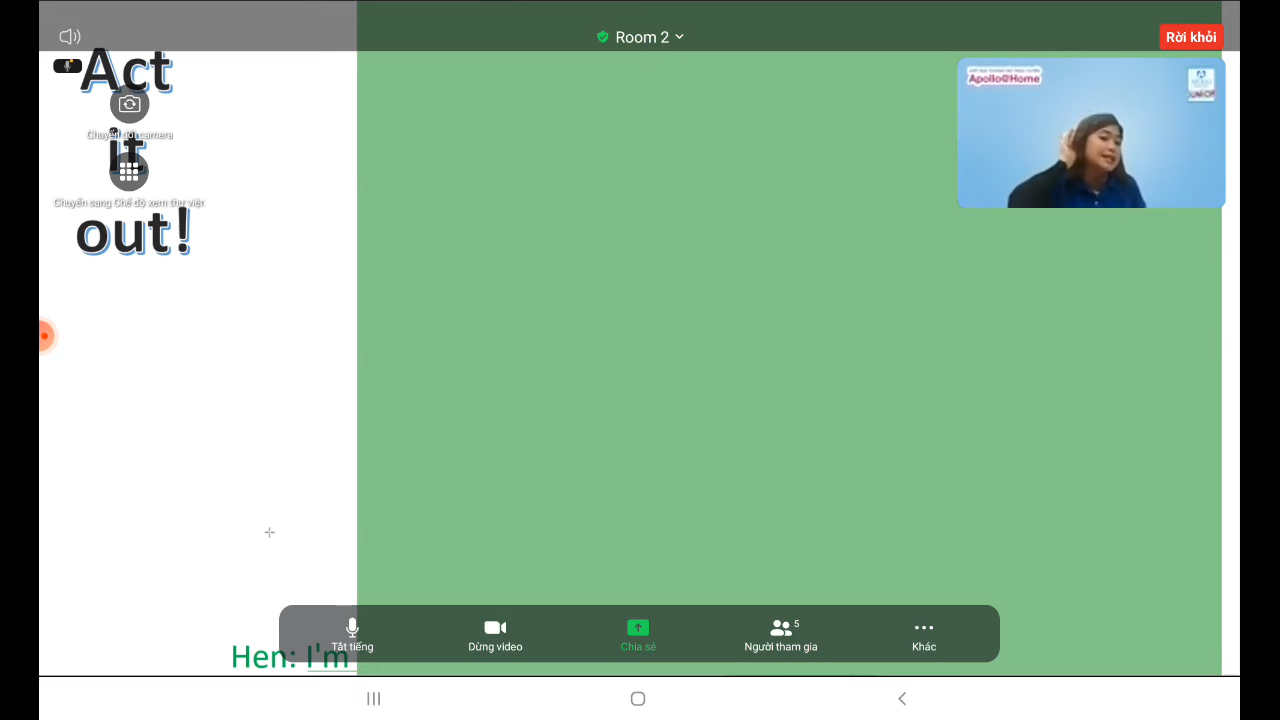 Room 2
Rời khỏi
Act
Chuyển đổi camera
it
Chuyển sang Chế độ xem thư viện
out!
Apollo@Home
JUNIOR
Hen: I'm
Tắt tiếng
Dừng video
Chia sẻ
5
Người tham gia
Khác